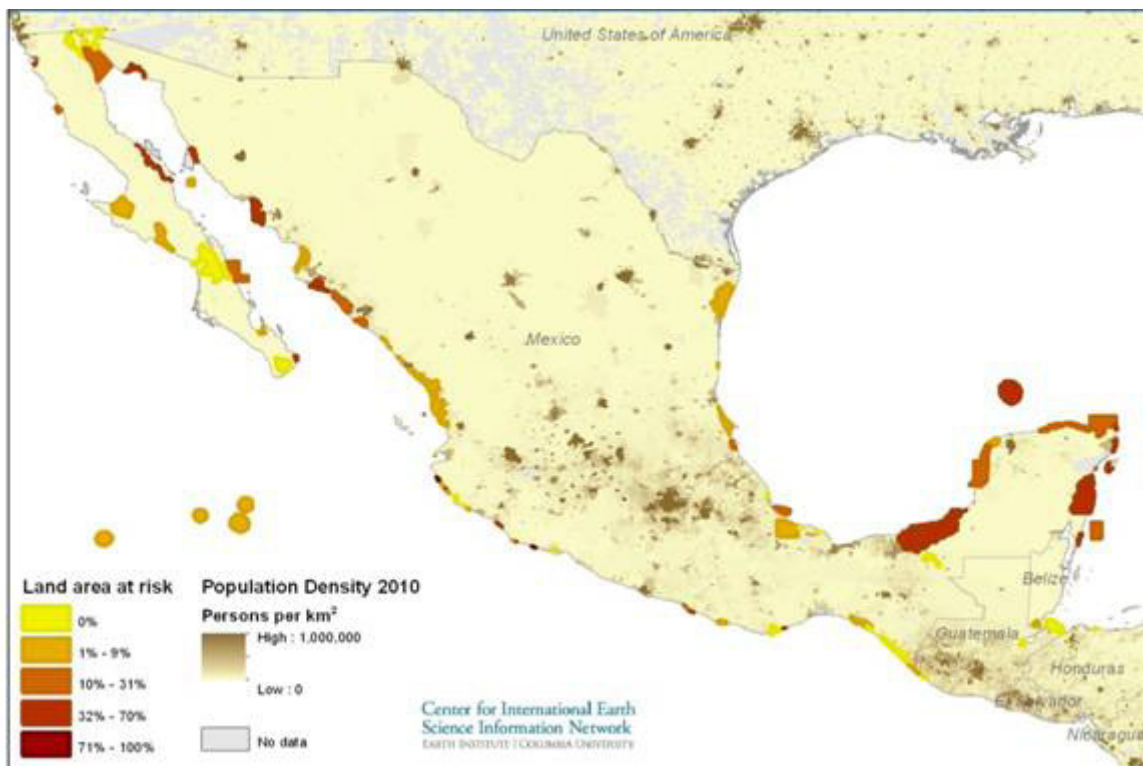 United States of America
Mexico
Belize
Guatemala
Honduras
El Salvador
Nicaragua
Land area at risk
0%
1% - 9%
10% - 31%
32% - 70%
71% - 100%
Population Density 2010
Persons per km²
High : 1,000,000
Low : 0
No data
Center for International Earth
Science Information Network
EARTH INSTITUTE | COLUMBIA UNIVERSITY